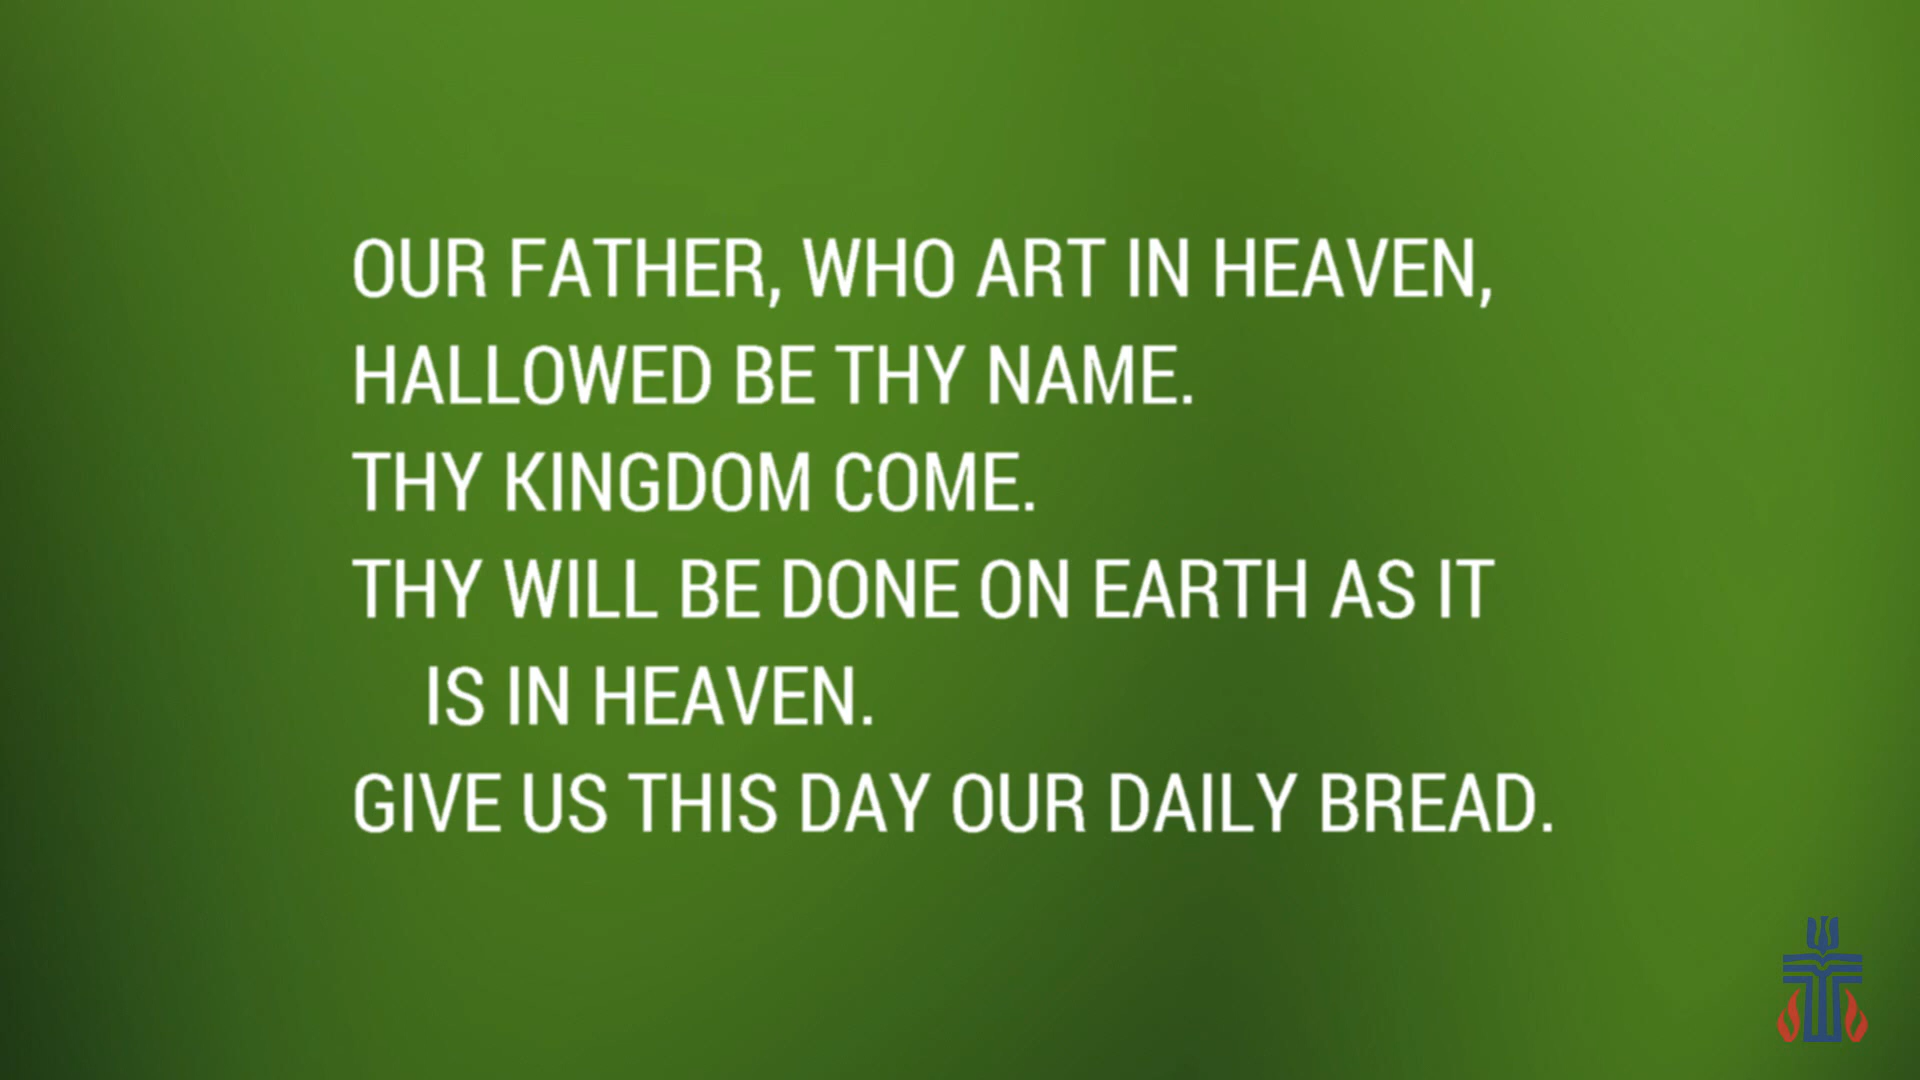 OUR FATHER, WHO ART IN HEAVEN,
HALLOWED BE THY NAME.
THY KINGDOM COME.
THY WILL BE DONE ON EARTH AS IT
IS IN HEAVEN.
GIVE US THIS DAY OUR DAILY BREAD.